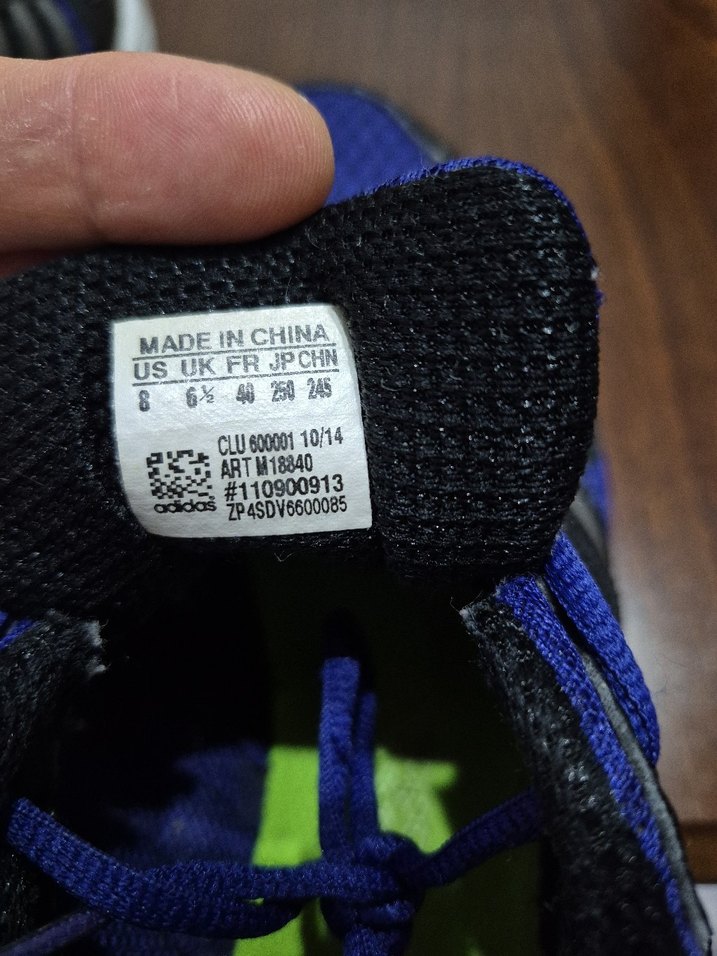 MADE IN CHINA
US UK FR JP CHN
8 6½ 40 250 245
CLU 600001 10/14
ART M18840
#110900913
ZP4SDV6600085
adidas